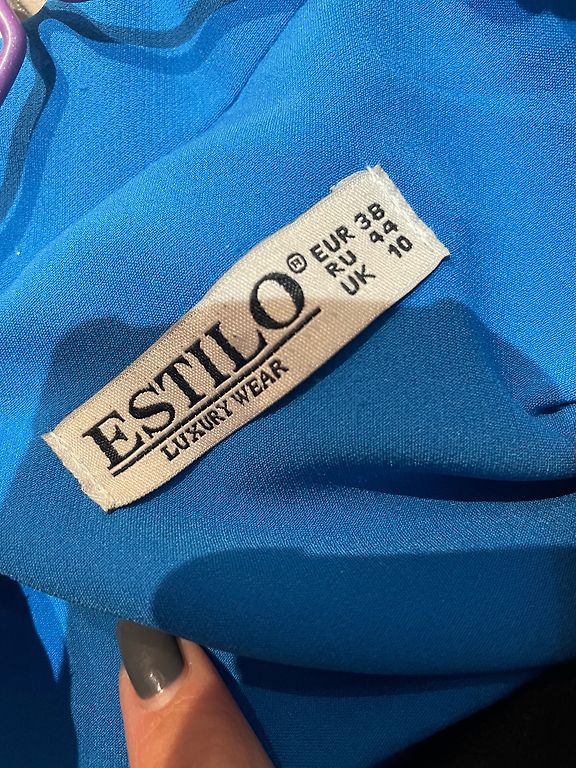 ESTILO®
LUXURY WEAR
EUR 38
RU 44
UK 10